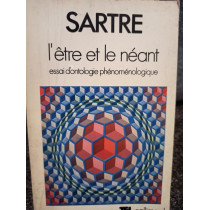 SARTRE
l'être et le néant
essai d'ontologie phénoménologique